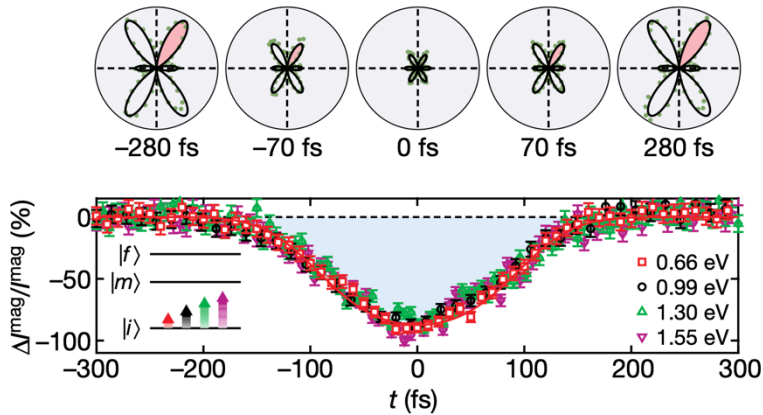 −280 fs −70 fs 0 fs 70 fs 280 fs
ΔI^mag/I^mag (%)
0
−50
−100
|f⟩
|m⟩
|i⟩
0.66 eV
0.99 eV
1.30 eV
1.55 eV
−300 −200 −100 0 100 200 300
t (fs)